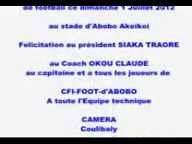 de football ce dimanche 1 Juillet 2012
au stade d'Abobo Akeikoi
Felicitation au président SIAKA TRAORE
au Coach OKOU CLAUDE
au capitaine et a tous les joueurs de
CFI-FOOT-d'ABOBO
A toute l'Equipe technique
CAMERA
Coulibaly